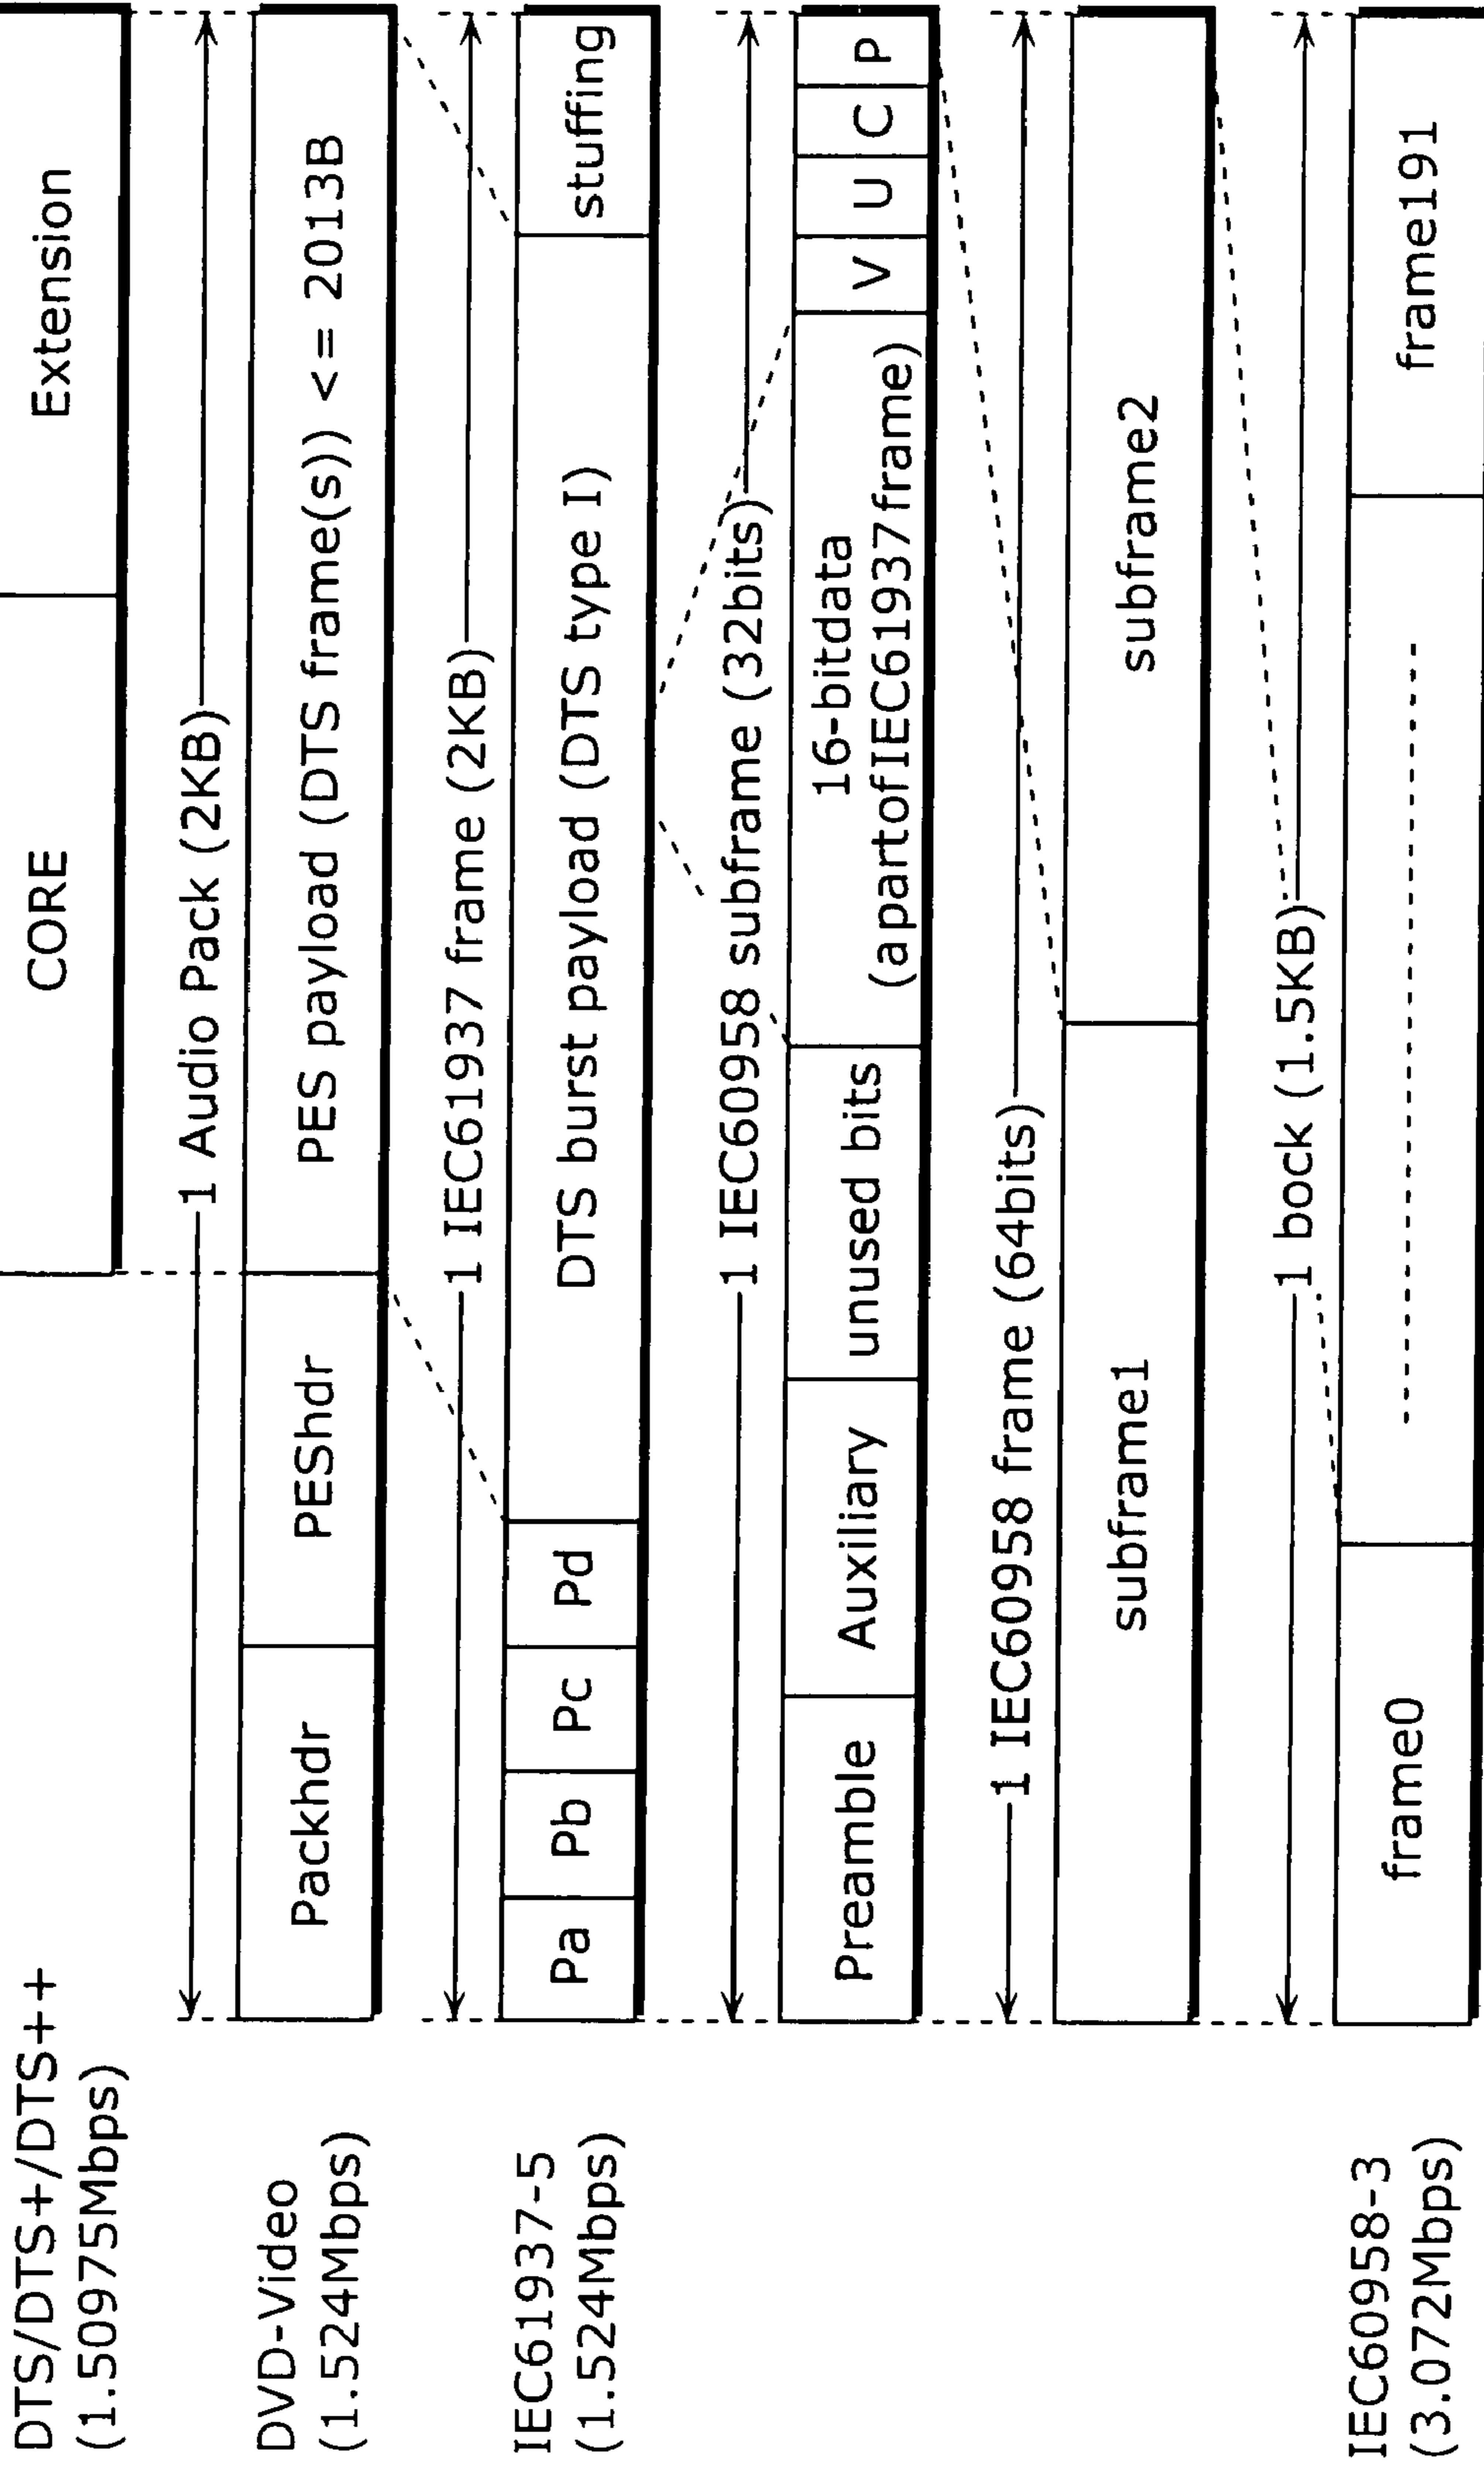 DTS/DTS+/DTS++
(1.50975Mbps)
CORE
Extension
1 Audio Pack (2KB)
DVD-Video
(1.524Mbps)
Packhdr
PEShdr
PES payload (DTS frame(s)) <= 2013B
1 IEC61937 frame (2KB)
IEC61937-5
(1.524Mbps)
Pa
Pb
Pc
Pd
DTS burst payload (DTS type I)
stuffing
1 IEC60958 subframe (32bits)
Preamble
Auxiliary
unused bits
16-bitdata
(apartofIEC61937frame)
V
U
C
P
1 IEC60958 frame (64bits)
subframe1
subframe2
1 bock (1.5KB)
IEC60958-3
(3.072Mbps)
frame0
frame191